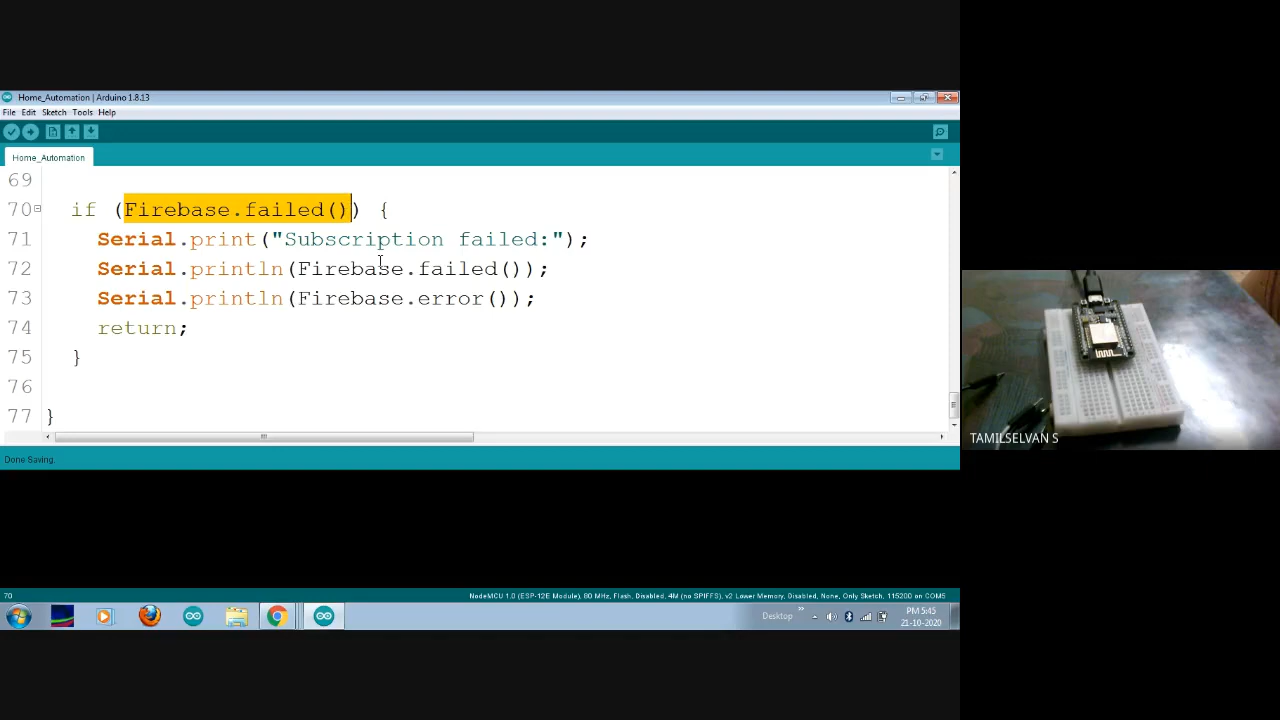 Home_Automation | Arduino 1.8.13
File Edit Sketch Tools Help
Home_Automation
69
70 if (Firebase.failed()) {
71 Serial.print("Subscription failed:");
72 Serial.println(Firebase.failed());
73 Serial.println(Firebase.error());
74 return;
75 }
76
77 }
TAMILSELVAN S
Done Saving.
70 NodeMCU 1.0 (ESP-12E Module), 80 MHz, Flash, Disabled, 4M (no SPIFFS), v2 Lower Memory, Disabled, None, Only Sketch, 115200 on COM5
Desktop
PM 5:45
21-10-2020